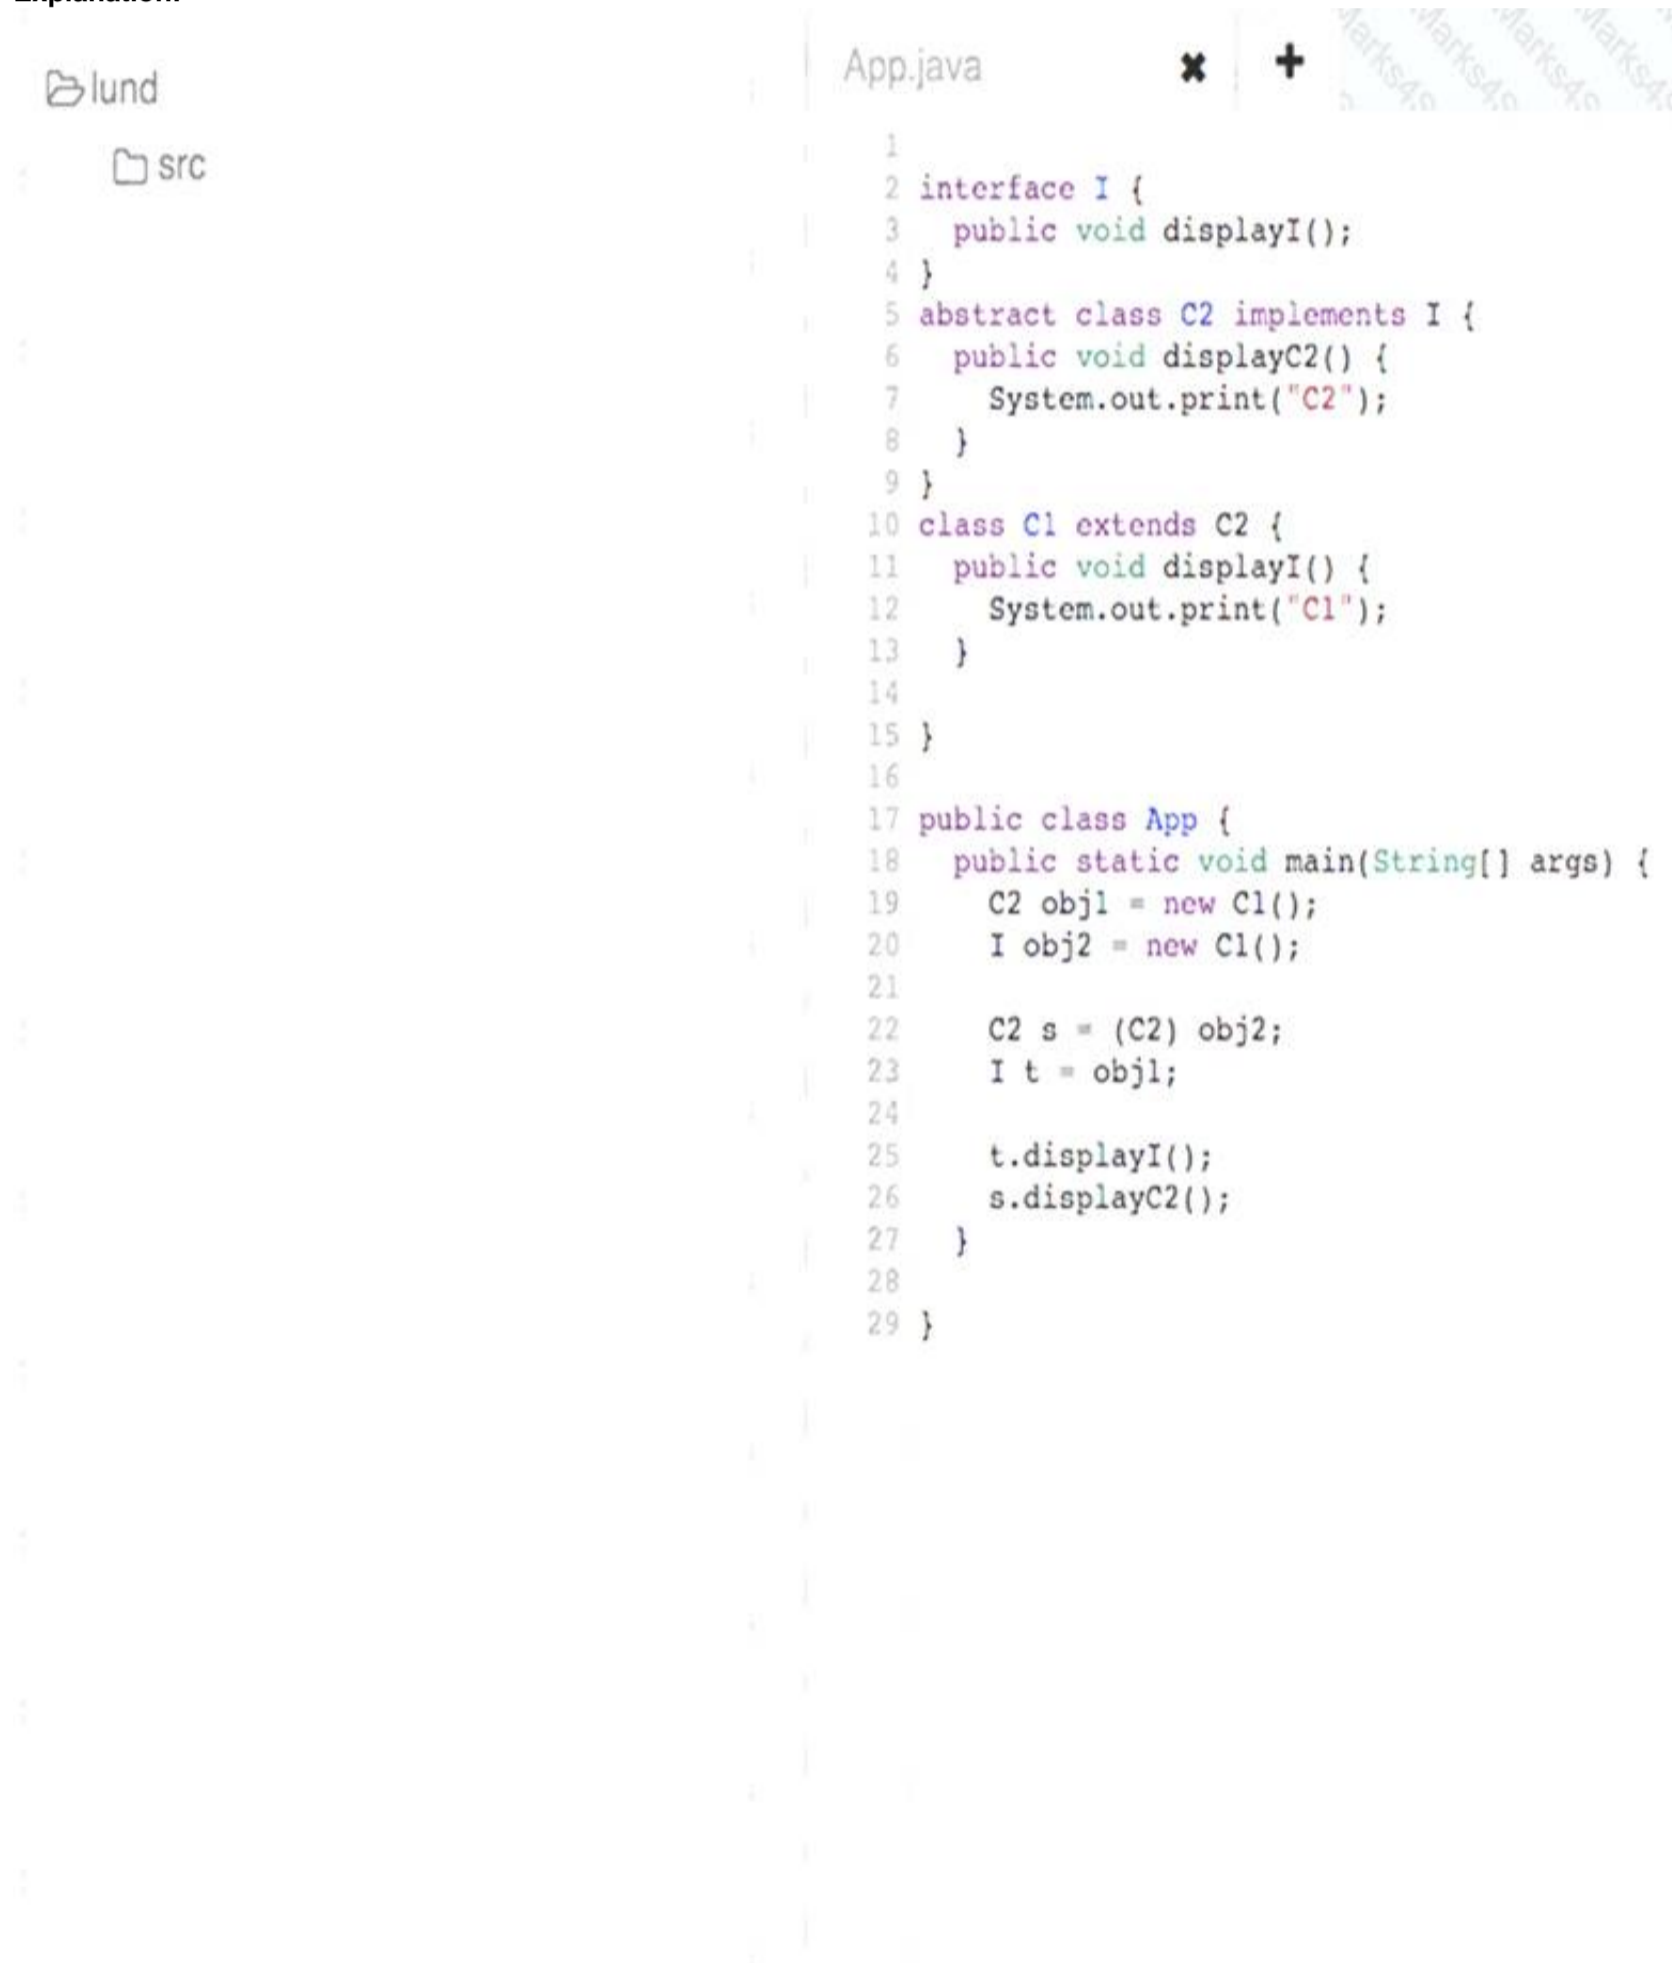 Explanation:
lund
src
App.java
1
2 interface I {
3 public void displayI();
4 }
5 abstract class C2 implements I {
6 public void displayC2() {
7 System.out.print("C2");
8 }
9 }
10 class C1 extends C2 {
11 public void displayI() {
12 System.out.print("C1");
13 }
14
15 }
16
17 public class App {
18 public static void main(String[] args) {
19 C2 obj1 = new C1();
20 I obj2 = new C1();
21
22 C2 s = (C2) obj2;
23 I t = obj1;
24
25 t.displayI();
26 s.displayC2();
27 }
28
29 }